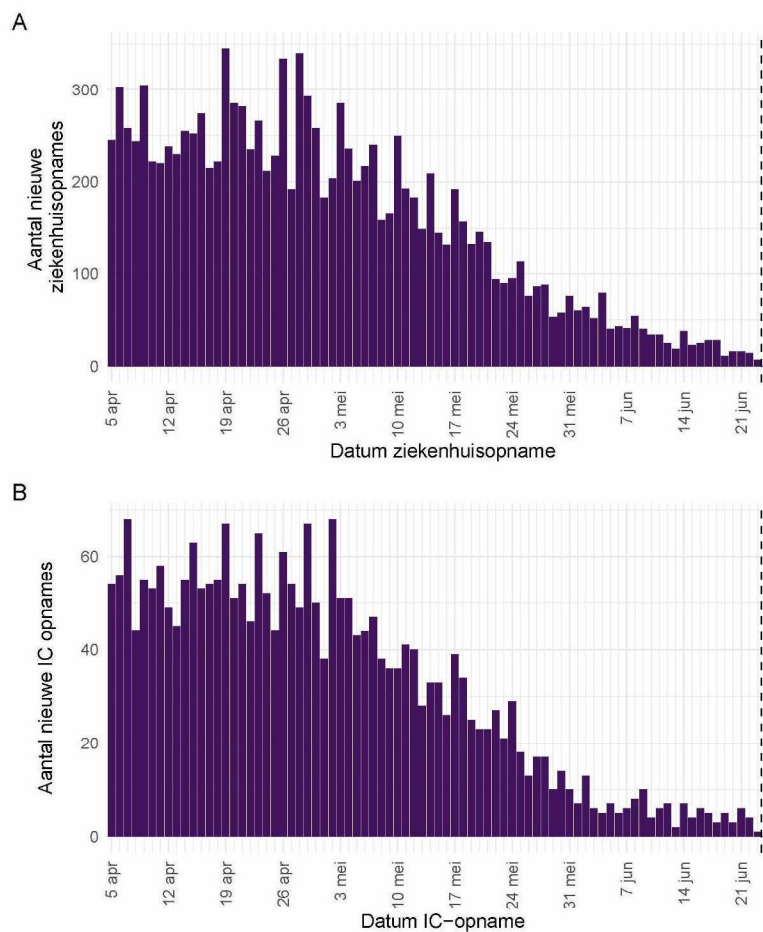 A
Aantal nieuwe
ziekenhuisopnames
300
200
100
0
5 apr
12 apr
19 apr
26 apr
3 mei
10 mei
17 mei
24 mei
31 mei
7 jun
14 jun
21 jun
Datum ziekenhuisopname
B
Aantal nieuwe IC opnames
60
40
20
0
5 apr
12 apr
19 apr
26 apr
3 mei
10 mei
17 mei
24 mei
31 mei
7 jun
14 jun
21 jun
Datum IC−opname